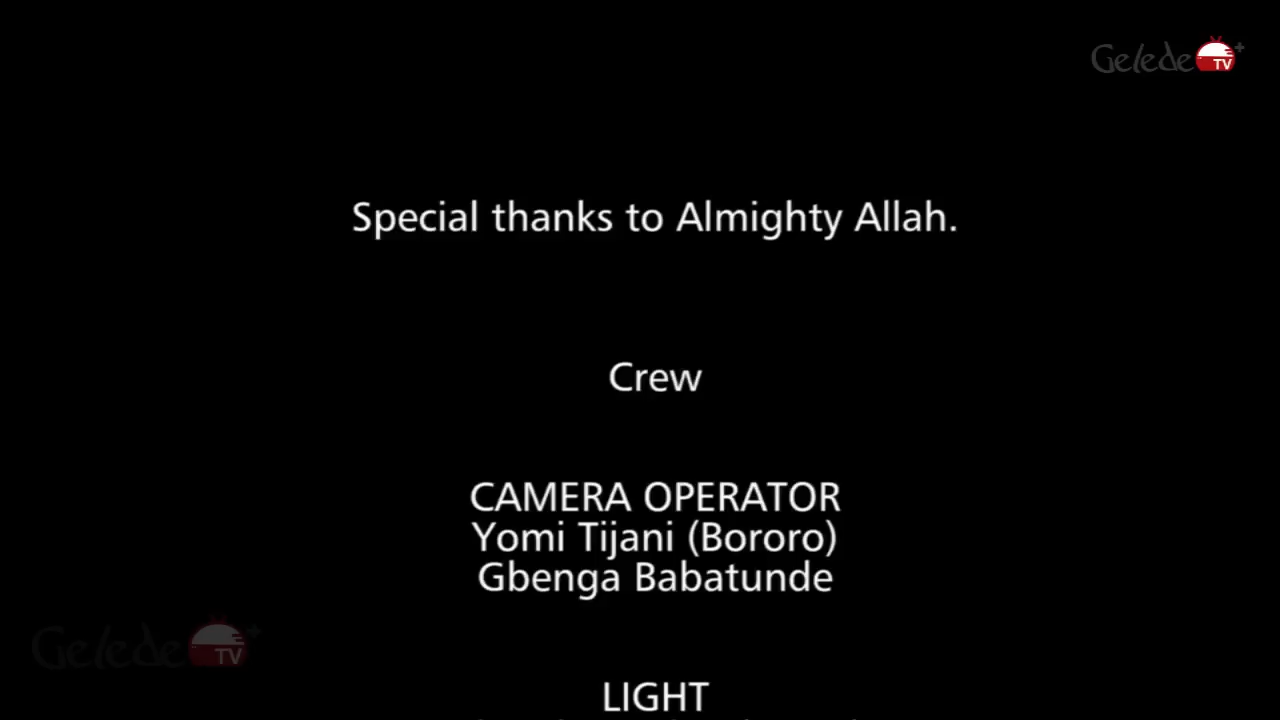 Gelede TV+
Special thanks to Almighty Allah.
Crew
CAMERA OPERATOR
Yomi Tijani (Bororo)
Gbenga Babatunde
Gelede TV+
LIGHT